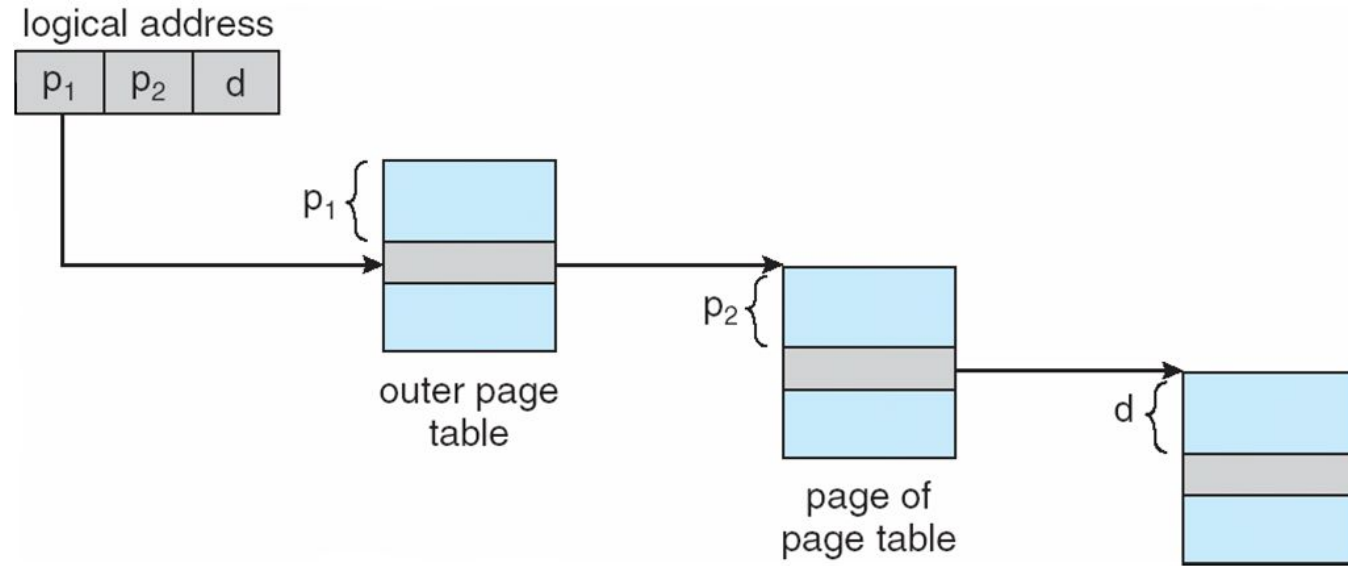 logical address
p₁ p₂ d
p₁
outer page
table
p₂
page of
page table
d